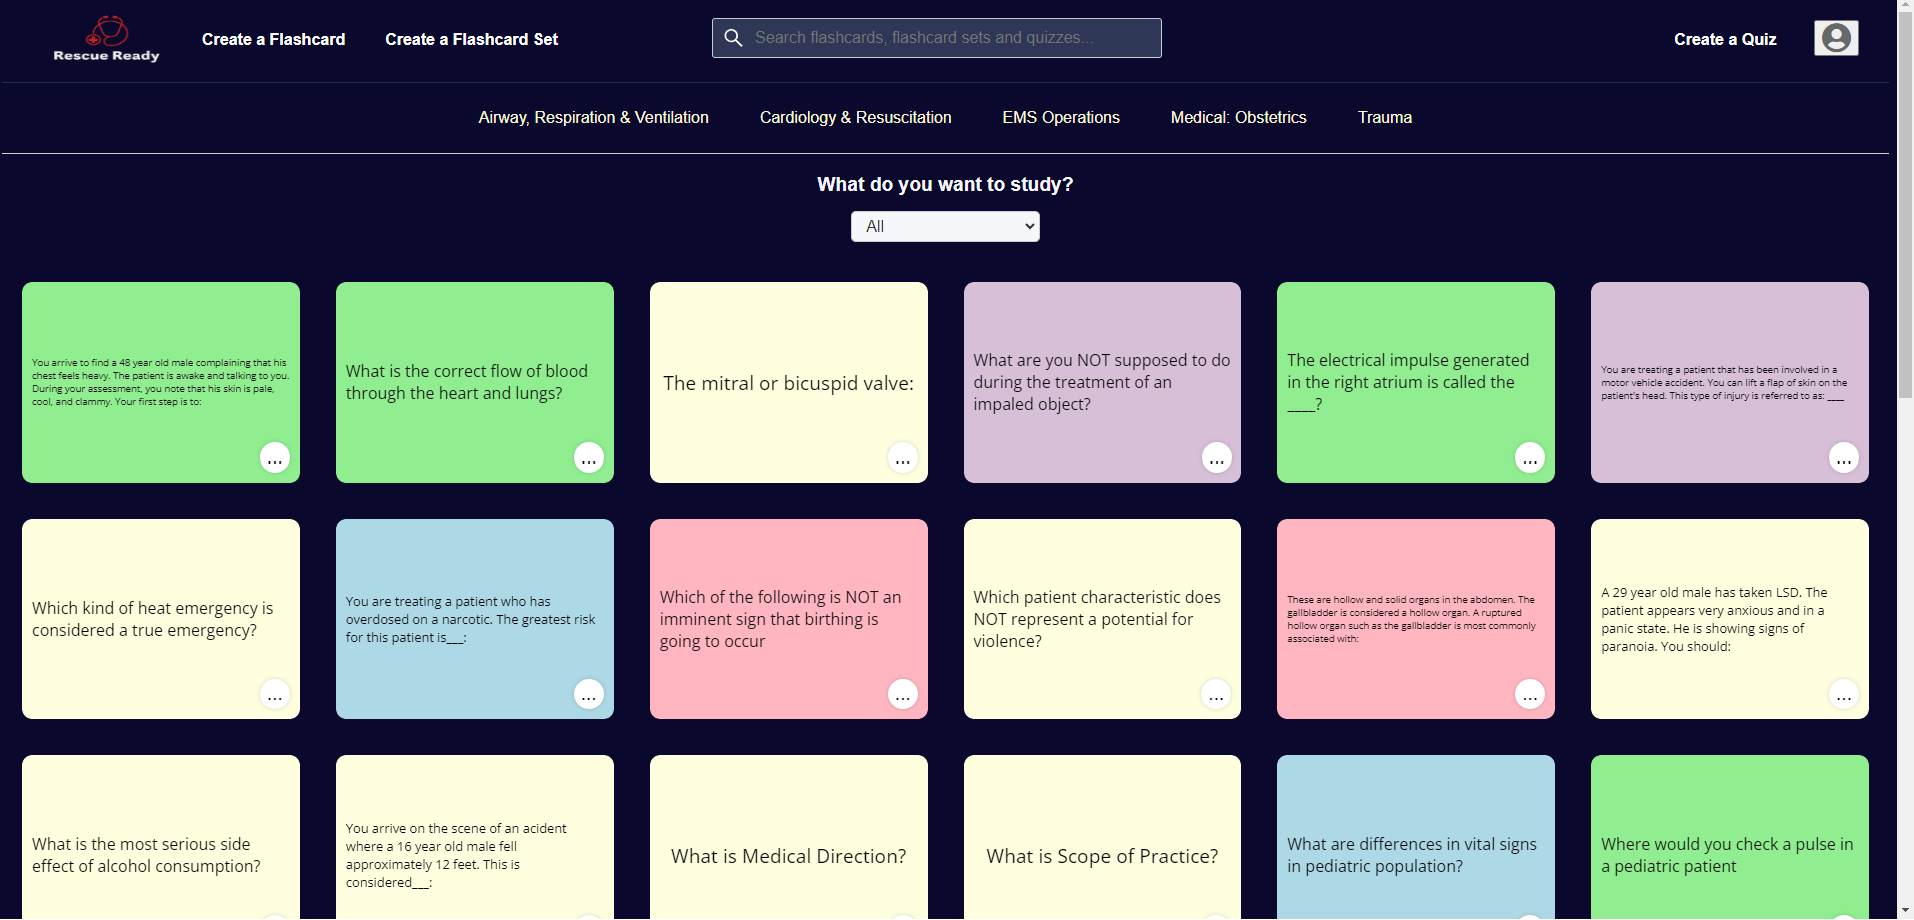 Rescue Ready
Create a Flashcard
Create a Flashcard Set
Search flashcards, flashcard sets and quizzes...
Create a Quiz
Airway, Respiration & Ventilation
Cardiology & Resuscitation
EMS Operations
Medical: Obstetrics
Trauma
What do you want to study?
All
You arrive to find a 48 year old male complaining that his
chest feels heavy. The patient is awake and talking to you.
During your assessment, you note that his skin is pale,
cool, and clammy. Your first step is to:
...
What is the correct flow of blood
through the heart and lungs?
...
The mitral or bicuspid valve:
...
What are you NOT supposed to do
during the treatment of an
impaled object?
...
The electrical impulse generated
in the right atrium is called the
____?
...
You are treating a patient that has been involved in a
motor vehicle accident. You can lift a flap of skin on the
patient's head. This type of injury is referred to as: ____
...
Which kind of heat emergency is
considered a true emergency?
...
You are treating a patient who has
overdosed on a narcotic. The greatest risk
for this patient is___:
...
Which of the following is NOT an
imminent sign that birthing is
going to occur
...
Which patient characteristic does
NOT represent a potential for
violence?
...
These are hollow and solid organs in the abdomen. The
gallbladder is considered a hollow organ. A ruptured
hollow organ such as the gallbladder is most commonly
associated with:
...
A 29 year old male has taken LSD. The
patient appears very anxious and in a
panic state. He is showing signs of
paranoia. You should:
...
What is the most serious side
effect of alcohol consumption?
You arrive on the scene of an acident
where a 16 year old male fell
approximately 12 feet. This is
considered___:
What is Medical Direction?
What is Scope of Practice?
What are differences in vital signs
in pediatric population?
Where would you check a pulse in
a pediatric patient